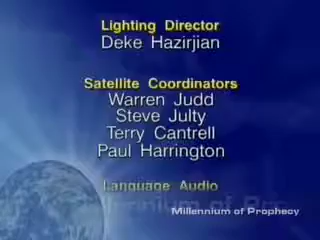 Lighting Director
Deke Hazirjian
Satellite Coordinators
Warren Judd
Steve Julty
Terry Cantrell
Paul Harrington
Language Audio
Millennium of Prophecy